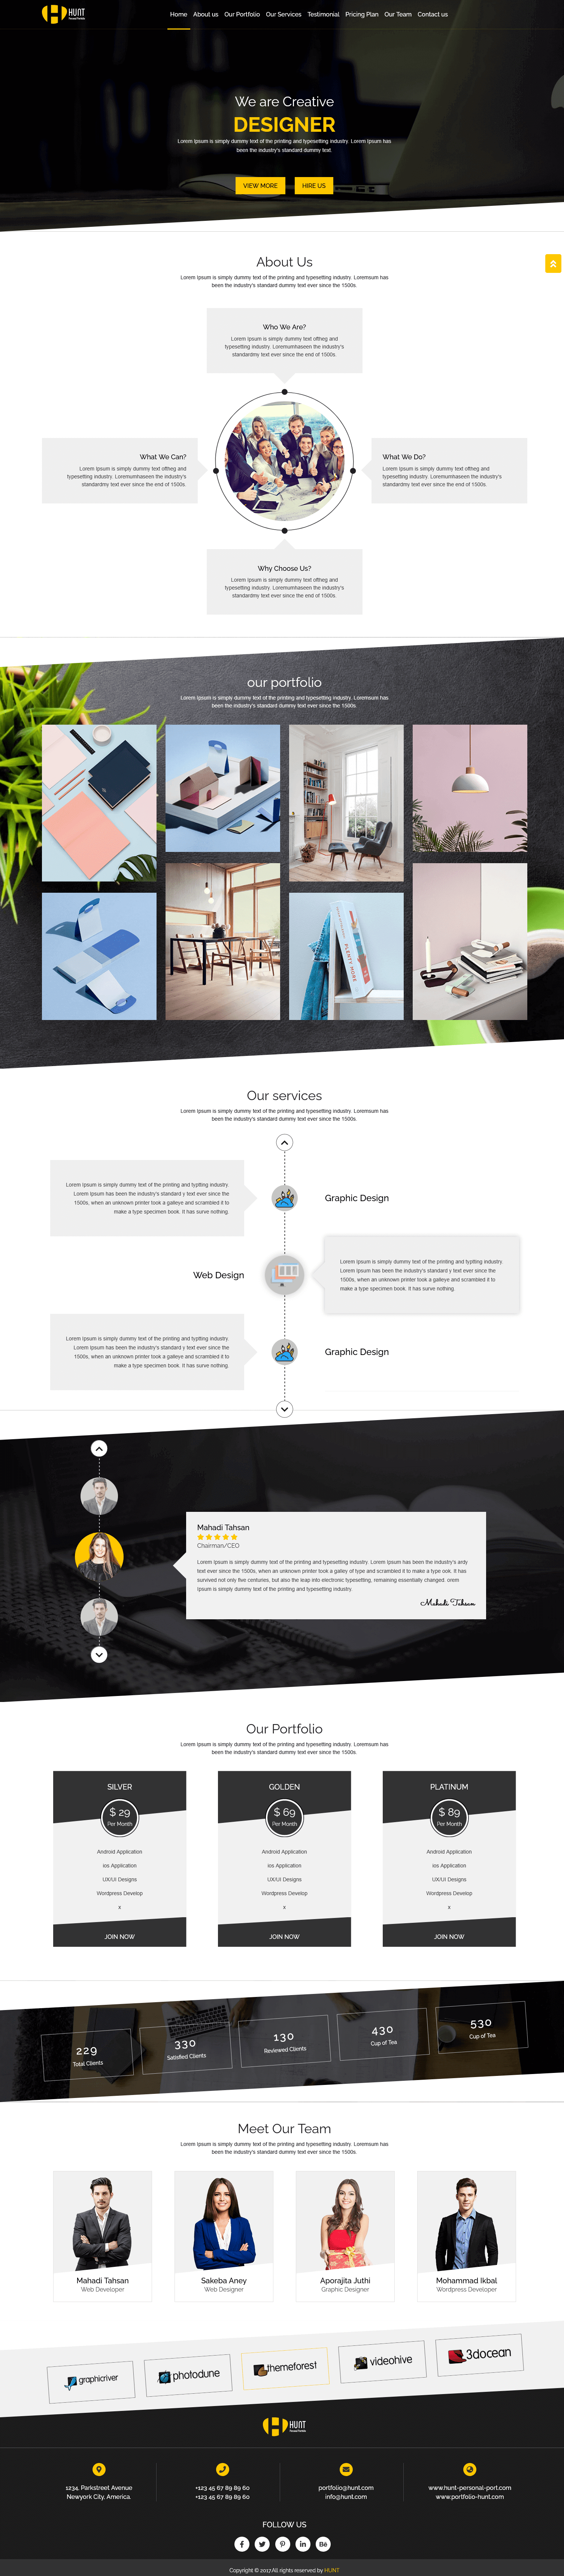 HUNT
Personal Portfolio
Home About us Our Portfolio Our Services Testimonial Pricing Plan Our Team Contact us
We are Creative
DESIGNER
Lorem Ipsum is simply dummy text of the printing and typesetting industry. Lorem Ipsum has
been the industry's standard dummy text.
VIEW MORE HIRE US
About Us
Lorem Ipsum is simply dummy text of the printing and typesetting industry. Loremsum has
been the industry's standard dummy text ever since the 1500s.
Who We Are?
Lorem Ipsum is simply dummy text oftheg and
typesetting industry. Loremumhaseen the industry's
standardmy text ever since the end of 1500s.
What We Can?
Lorem Ipsum is simply dummy text oftheg and
typesetting industry. Loremumhaseen the industry's
standardmy text ever since the end of 1500s.
What We Do?
Lorem Ipsum is simply dummy text oftheg and
typesetting industry. Loremumhaseen the industry's
standardmy text ever since the end of 1500s.
Why Choose Us?
Lorem Ipsum is simply dummy text oftheg and
typesetting industry. Loremumhaseen the industry's
standardmy text ever since the end of 1500s.
our portfolio
Lorem Ipsum is simply dummy text of the printing and typesetting industry. Loremsum has
been the industry's standard dummy text ever since the 1500s.
PLENTY MORE
Our services
Lorem Ipsum is simply dummy text of the printing and typesetting industry. Loremsum has
been the industry's standard dummy text ever since the 1500s.
Lorem Ipsum is simply dummy text of the printing and typtting industry.
Lorem Ipsum has been the industry's standard y text ever since the
1500s, when an unknown printer took a galleye and scrambled it to
make a type specimen book. It has surve nothing.
Graphic Design
Web Design
Lorem Ipsum is simply dummy text of the printing and typtting industry.
Lorem Ipsum has been the industry's standard y text ever since the
1500s, when an unknown printer took a galleye and scrambled it to
make a type specimen book. It has surve nothing.
Lorem Ipsum is simply dummy text of the printing and typtting industry.
Lorem Ipsum has been the industry's standard y text ever since the
1500s, when an unknown printer took a galleye and scrambled it to
make a type specimen book. It has surve nothing.
Graphic Design
Mahadi Tahsan
Chairman/CEO
Lorem Ipsum is simply dummy text of the printing and typesetting industry. Lorem Ipsum has been the industry's ardy
text ever since the 1500s, when an unknown printer took a galley of type and scrambled it to make a type ook. It has
survived not only five centuries, but also the leap into electronic typesetting, remaining essentially changed. orem
Ipsum is simply dummy text of the printing and typesetting industry.
Mahadi Tahsan
Our Portfolio
Lorem Ipsum is simply dummy text of the printing and typesetting industry. Loremsum has
been the industry's standard dummy text ever since the 1500s.
SILVER
$ 29
Per Month
Android Application
ios Application
UX/UI Designs
Wordpress Develop
x
JOIN NOW
GOLDEN
$ 69
Per Month
Android Application
ios Application
UX/UI Designs
Wordpress Develop
x
JOIN NOW
PLATINUM
$ 89
Per Month
Android Application
ios Application
UX/UI Designs
Wordpress Develop
x
JOIN NOW
229
Total Clients
330
Satisfied Clients
130
Reviewed Clients
430
Cup of Tea
530
Cup of Tea
Meet Our Team
Lorem Ipsum is simply dummy text of the printing and typesetting industry. Loremsum has
been the industry's standard dummy text ever since the 1500s
Mahadi Tahsan
Web Developer
Sakeba Aney
Web Designer
Aporajita Juthi
Graphic Designer
Mohammad Ikbal
Wordpress Developer
graphicriver
photodune
themeforest
videohive
3docean
HUNT
Personal Portfolio
1234, Parkstreet Avenue
Newyork City, America.
+123 45 67 89 89 60
+123 45 67 89 89 60
portfolio@hunt.com
info@hunt.com
www.hunt-personal-port.com
www.portfolio-hunt.com
FOLLOW US
Copyright © 2017.All rights reserved by HUNT